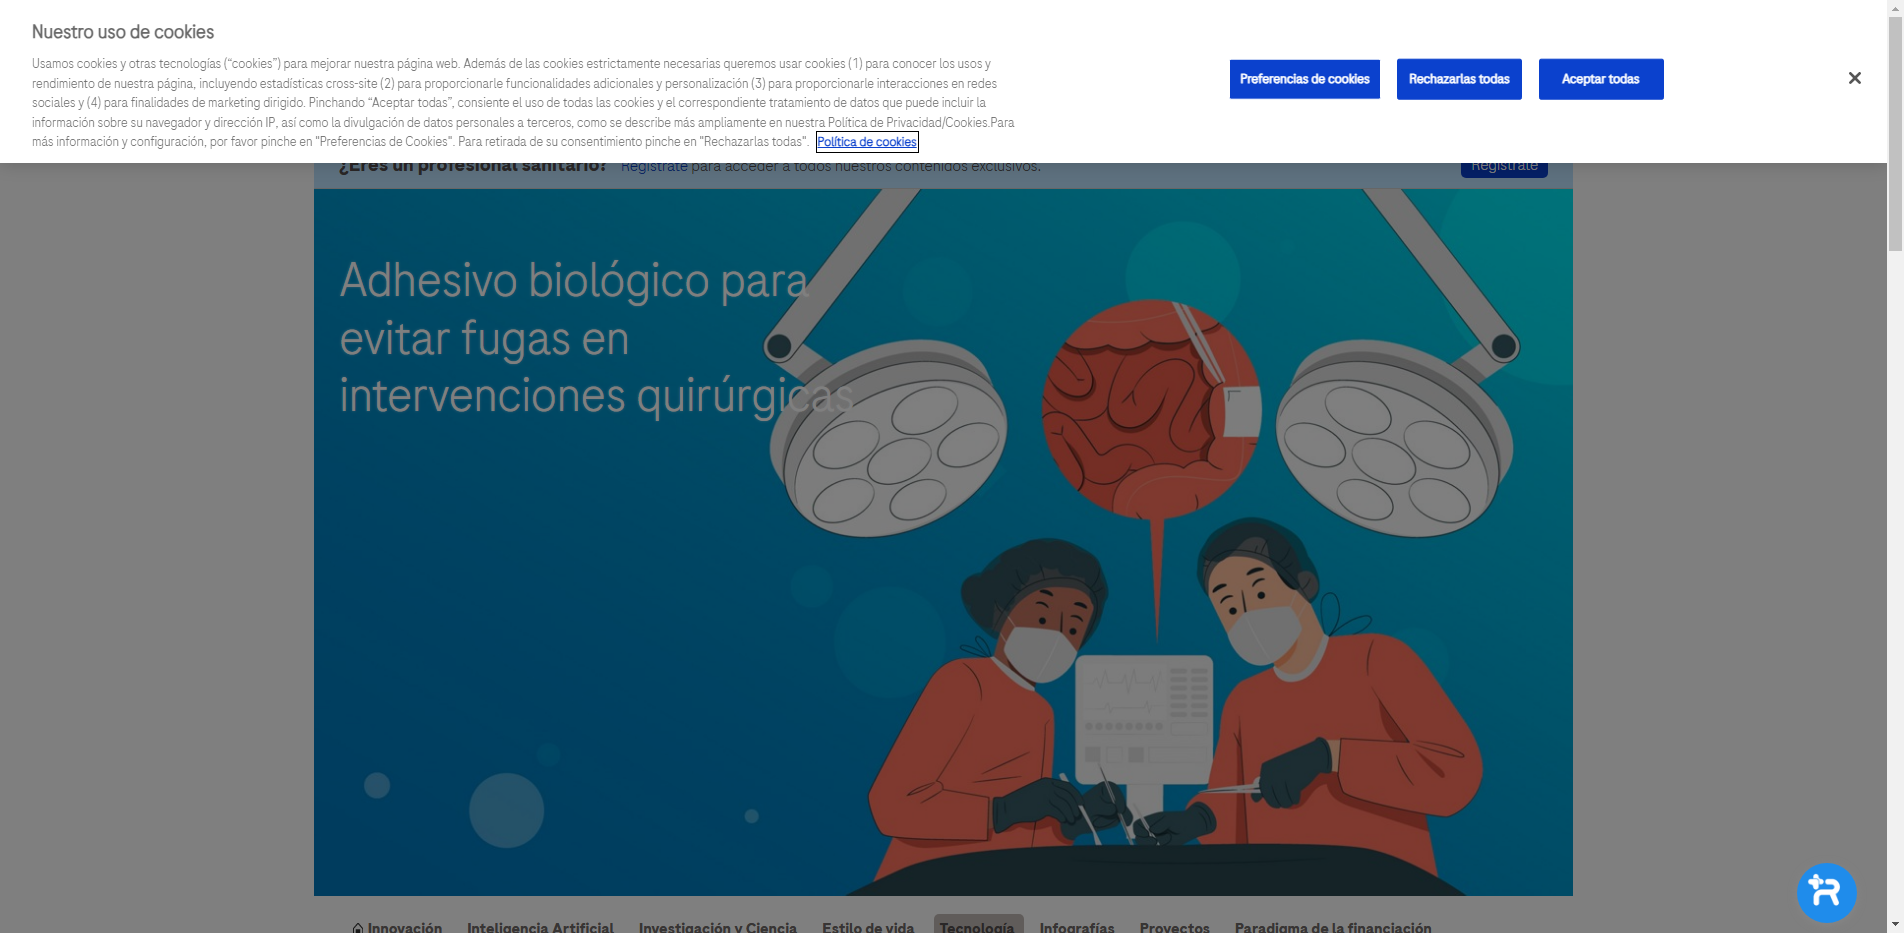 Nuestro uso de cookies
Usamos cookies y otras tecnologías (“cookies”) para mejorar nuestra página web. Además de las cookies estrictamente necesarias queremos usar cookies (1) para conocer los usos y
rendimiento de nuestra página, incluyendo estadísticas cross-site (2) para proporcionarle funcionalidades adicionales y personalización (3) para proporcionarle interacciones en redes
sociales y (4) para finalidades de marketing dirigido. Pinchando “Aceptar todas”, consiente el uso de todas las cookies y el correspondiente tratamiento de datos que puede incluir la
información sobre su navegador y dirección IP, así como la divulgación de datos personales a terceros, como se describe más ampliamente en nuestra Política de Privacidad/Cookies.Para
más información y configuración, por favor pinche en "Preferencias de Cookies". Para retirada de su consentimiento pinche en "Rechazarlas todas". Política de cookies
Preferencias de cookies
Rechazarlas todas
Aceptar todas
¿Eres un profesional sanitario? Regístrate para acceder a todos nuestros contenidos exclusivos.
Regístrate
Adhesivo biológico para
evitar fugas en
intervenciones quirúrgicas
Innovación Inteligencia Artificial Investigación y Ciencia Estilo de vida Tecnología Infografías Proyectos Paradigma de la financiación